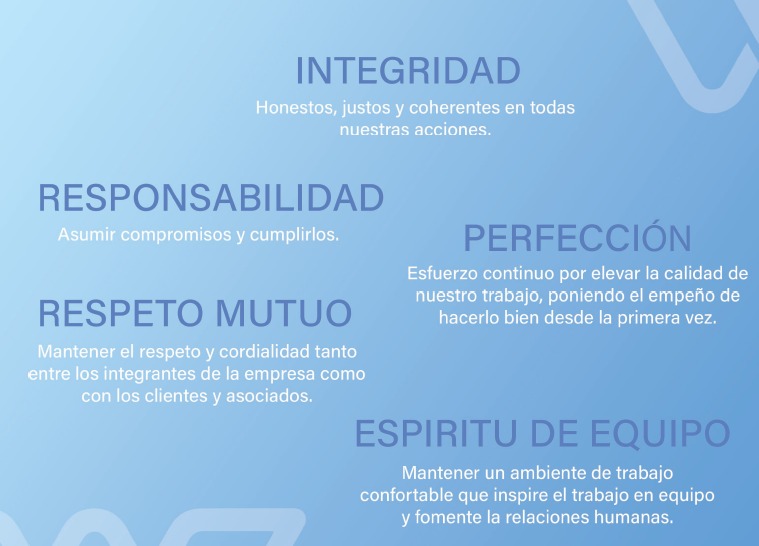 INTEGRIDAD
Honestos, justos y coherentes en todas
nuestras acciones.
RESPONSABILIDAD
Asumir compromisos y cumplirlos.
PERFECCIÓN
Esfuerzo continuo por elevar la calidad de
nuestro trabajo, poniendo el empeño de
hacerlo bien desde la primera vez.
RESPETO MUTUO
Mantener el respeto y cordialidad tanto
entre los integrantes de la empresa como
con los clientes y asociados.
ESPIRITU DE EQUIPO
Mantener un ambiente de trabajo
confortable que inspire el trabajo en equipo
y fomente la relaciones humanas.